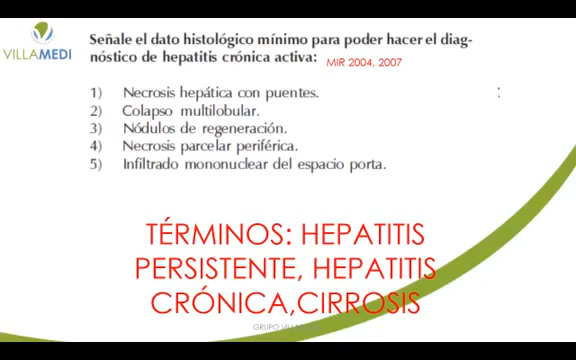 VILLAMEDI
Señale el dato histológico mínimo para poder hacer el diag-
nóstico de hepatítis crónica activa: MIR 2004, 2007
1) Necrosis hepática con puentes.
2) Colapso multilobular.
3) Nódulos de regeneración.
4) Necrosis parcelar periférica.
5) Infiltrado mononuclear del espacio porta.
TÉRMINOS: HEPATITIS
PERSISTENTE, HEPATITIS
CRÓNICA,CIRROSIS
GRUPO